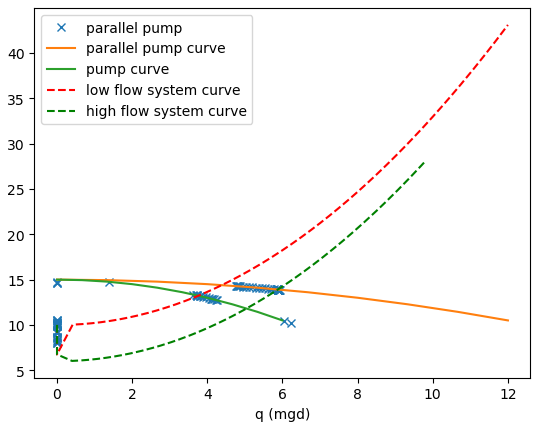 parallel pump
parallel pump curve
pump curve
low flow system curve
high flow system curve
40
35
30
25
20
15
10
5
0 2 4 6 8 10 12
q (mgd)